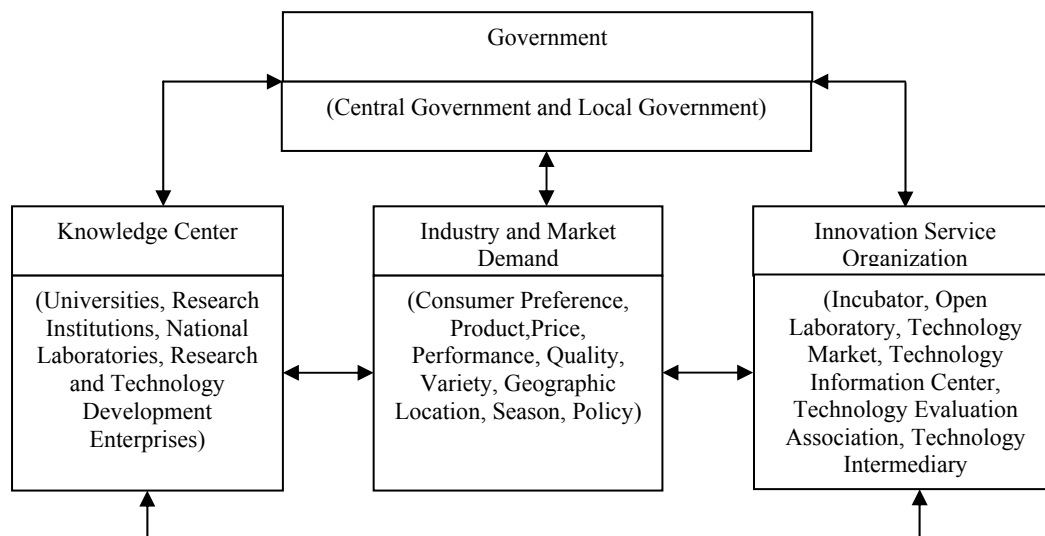 Government
(Central Government and Local Government)
Knowledge Center
(Universities, Research
Institutions, National
Laboratories, Research
and Technology
Development
Enterprises)
Industry and Market
Demand
(Consumer Preference,
Product,Price,
Performance, Quality,
Variety, Geographic
Location, Season, Policy)
Innovation Service
Organization
(Incubator, Open
Laboratory, Technology
Market, Technology
Information Center,
Technology Evaluation
Association, Technology
Intermediary